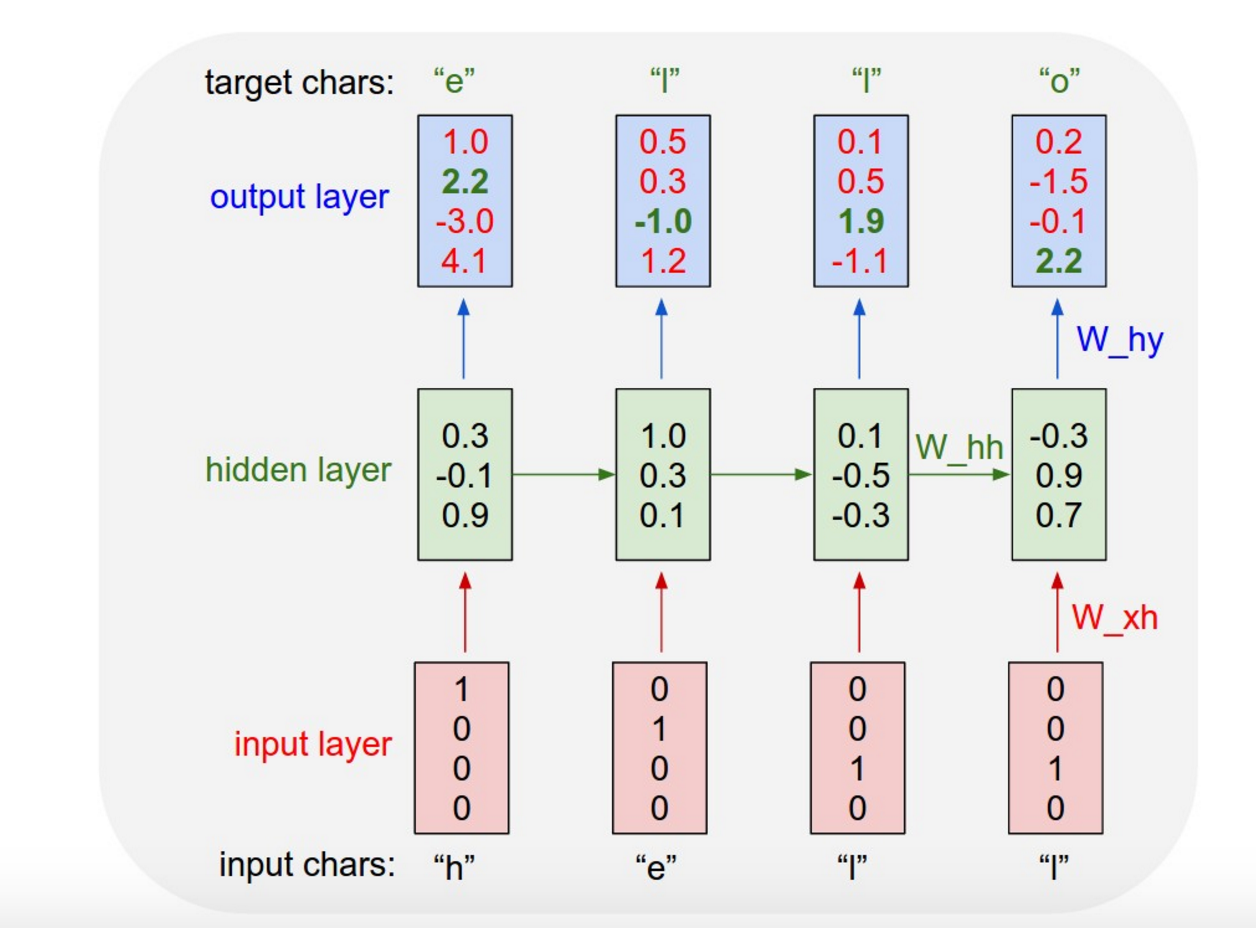 target chars: “e” “l” “l” “o”
1.0 0.5 0.1 0.2
2.2 0.3 0.5 -1.5
output layer
-3.0 -1.0 1.9 -0.1
4.1 1.2 -1.1 2.2
W_hy
0.3 1.0 0.1 W_hh -0.3
hidden layer -0.1 0.3 -0.5 0.9
0.9 0.1 -0.3 0.7
W_xh
1 0 0 0
0 1 0 0
input layer
0 0 1 1
0 0 0 0
input chars: “h” “e” “l” “l”